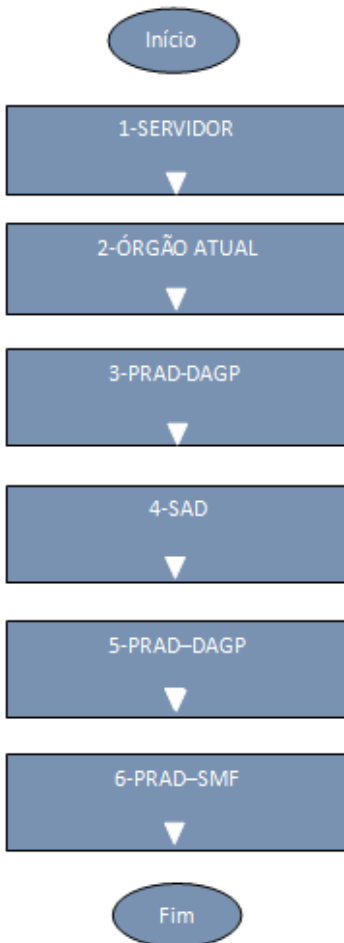 Início
1-SERVIDOR
2-ÓRGÃO ATUAL
3-PRAD-DAGP
4-SAD
5-PRAD–DAGP
6-PRAD–SMF
Fim